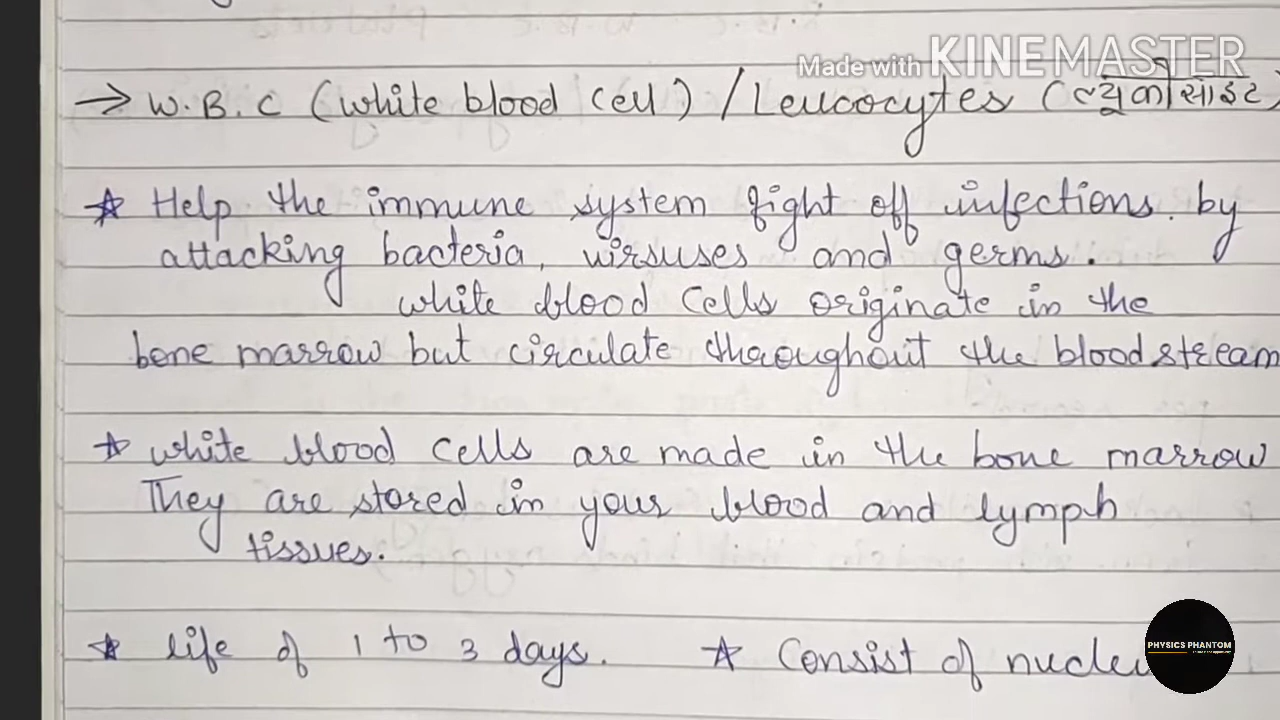 Made with KINEMASTER
→ W.B.C (White blood cell) / Leucocytes (ल्यूकोसाइट)
☆ Help the immune system fight off infections. by
attacking bacteria, virsuses and germs.
white blood cells originate in the
bone marrow but circulate thoroughout the bloodstream
☆ white blood cells are made in the bone marrow
They are stored in your blood and lymph
tissues.
☆ life of 1 to 3 days. ☆ Consist of
PHYSICS PHANTOM